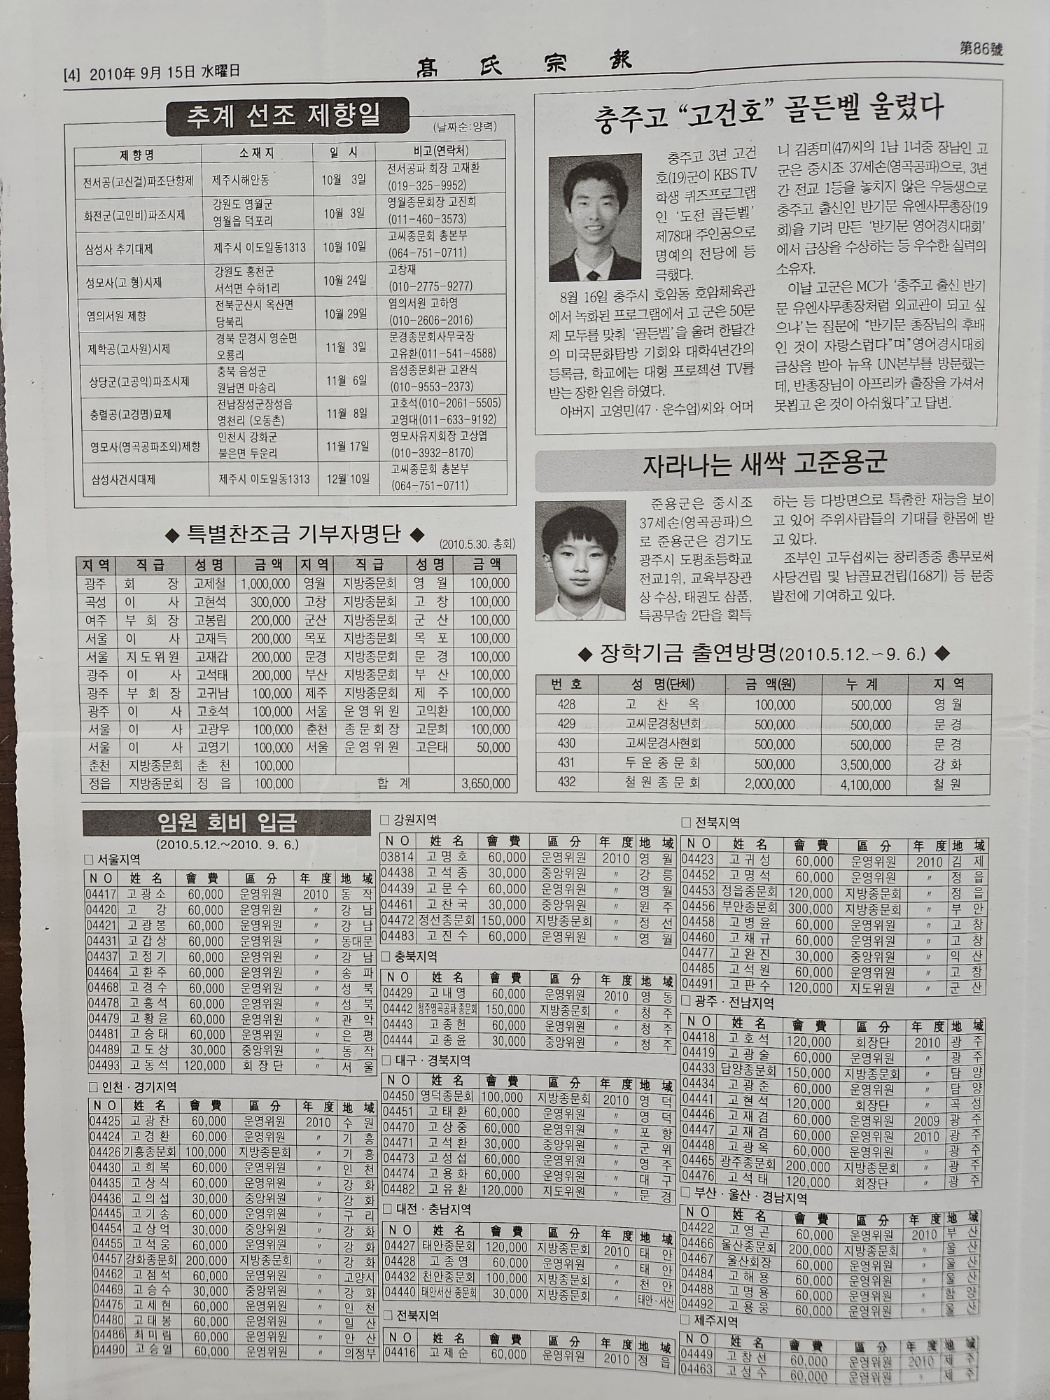 [4] 2010年 9月 15日 水曜日
高氏宗報
第86號
추계 선조 제향일
(날짜순:양력)
제 향 명 소 재 지 일 시 비고(연락처)
전서공(고신걸)파조단향제 제주시해안동 10월 3일 전서공파 회장 고재환 (019-325-9952)
화전군(고인비)파조시제 강원도 영월군 영월읍 덕포리 10월 3일 영월종문회장 고진희 (011-460-3573)
삼성사 추기대제 제주시 이도일동1313 10월 10일 고씨종문회 총본부 (064-751-0711)
성모사(고 형)시제 강원도 홍천군 서석면 수하1리 10월 24일 고창재 (010-2775-9277)
염의서원 제향 전북군산시 옥산면 당북리 10월 29일 염의서원 고하영 (010-2606-2016)
제학공(고사원)시제 경북 문경시 영순면 오룡리 11월 3일 문경종문회사무국장 고유환(011-541-4588)
상당군(고공익)파조시제 충북 음성군 원남면 마송리 11월 6일 음성종문회관 고완식 (010-9553-2373)
충렬공(고경명)묘제 전남장성군장성읍 영천리 (오동촌) 11월 8일 고호석(010-2061-5505) 고영대(011-633-9192)
영모사(영곡공파조외)제향 인천시 강화군 불은면 두운리 11월 17일 영모사유지회장 고상엽 (010-3932-8170)
삼성사건시대제 제주시 이도일동1313 12월 10일 고씨종문회 총본부 (064-751-0711)
충주고 “고건호” 골든벨 울렸다
충주고 3년 고건
호(19)군이 KBS TV
학생 퀴즈프로그램
인 ‘도전 골든벨’
제78대 주인공으로
명예의 전당에 등
극했다.
8월 16일 충주시 호암동 호암체육관
에서 녹화된 프로그램에서 고 군은 50문
제 모두를 맞춰 ‘골든벨’을 울려 한달간
의 미국문화탐방 기회와 대학4년간의
등록금, 학교에는 대형 프로젝션 TV를
받는 장한 일을 하였다.
아버지 고영민(47·운수업)씨와 어머
니 김종미(47)씨의 1남 1녀중 장남인 고
군은 중시조 37세손(영곡공파)으로, 3년
간 전교 1등을 놓치지 않은 우등생으로
충주고 출신인 반기문 유엔사무총장(19
회)을 기려 만든 ‘반기문 영어경시대회’
에서 금상을 수상하는 등 우수한 실력의
소유자.
이날 고군은 MC가 ‘충주고 출신 반기
문 유엔사무총장처럼 외교관이 되고 싶
으냐’는 질문에 “반기문 총장님의 후배
인 것이 자랑스럽다”며 “영어경시대회
금상을 받아 뉴욕 UN본부를 방문했는
데, 반총장님이 아프리카 출장을 가셔서
못뵙고 온 것이 아쉬웠다”고 답변.
자라나는 새싹 고준용군
준용군은 중시조
37세손(영곡공파)으
로 준용군은 경기도
광주시 도평초등학교
전교1위, 교육부장관
상 수상, 태권도 삼품,
특공무술 2단을 획득
하는 등 다방면으로 특출한 재능을 보이
고 있어 주위사람들의 기대를 한몸에 받
고 있다.
조부인 고두섭씨는 창리종중 총무로써
사당건립 및 납골묘건립(168기) 등 문중
발전에 기여하고 있다.
◆ 특별찬조금 기부자명단 ◆
(2010.5.30. 총회)
지 역 직 급 성 명 금 액 지 역 직 급 성 명 금 액
광주 회 장 고제철 1,000,000 영월 지방종문회 영 월 100,000
곡성 이 사 고현석 300,000 고창 지방종문회 고 창 100,000
여주 부 회 장 고봉림 200,000 군산 지방종문회 군 산 100,000
서울 이 사 고재득 200,000 목포 지방종문회 목 포 100,000
서울 지도위원 고재갑 200,000 문경 지방종문회 문 경 100,000
광주 이 사 고석태 200,000 부산 지방종문회 부 산 100,000
광주 부 회 장 고귀남 100,000 제주 지방종문회 제 주 100,000
광주 이 사 고호석 100,000 서울 운영위원 고익환 100,000
서울 이 사 고광우 100,000 춘천 종문회장 고문희 100,000
서울 이 사 고영기 100,000 서울 운영위원 고은태 50,000
춘천 지방종문회 춘 천 100,000
정읍 지방종문회 정 읍 100,000 합 계 3,650,000
◆ 장학기금 출연방명(2010.5.12.∼9. 6.) ◆
번 호 성 명(단체) 금 액(원) 누 계 지 역
428 고 찬 옥 100,000 500,000 영 월
429 고씨문경청년회 500,000 500,000 문 경
430 고씨문경사현회 500,000 500,000 문 경
431 두 운 종 문 회 500,000 3,500,000 강 화
432 철 원 종 문 회 2,000,000 4,100,000 철 원
임원 회비 입금
(2010.5.12.∼2010. 9. 6.)
□ 서울지역
N O 姓 名 會 費 區 分 年 度 地 域
04417 고 광 소 60,000 운영위원 2010 동 작
04420 고 강 60,000 운영위원 〃 강 남
04421 고 광 봉 60,000 운영위원 〃 강 남
04431 고 갑 상 60,000 운영위원 〃 동대문
04437 고 정 기 60,000 운영위원 〃 강 남
04464 고 환 주 60,000 운영위원 〃 송 파
04468 고 경 수 60,000 운영위원 〃 성 북
04478 고 흥 석 60,000 운영위원 〃 성 북
04479 고 황 윤 60,000 운영위원 〃 관 악
04481 고 승 태 60,000 운영위원 〃 은 평
04489 고 도 상 30,000 중앙위원 〃 동 작
04493 고 동 석 120,000 회 장 단 〃 서 울
□ 인천·경기지역
N O 姓 名 會 費 區 分 年 度 地 域
04425 고 광 찬 60,000 운영위원 2010 수 원
04424 고 경 환 60,000 운영위원 〃 기 흥
04426 기흥종문회 100,000 지방종문회 〃 기 흥
04430 고 희 복 60,000 운영위원 〃 인 천
04435 고 상 식 60,000 운영위원 〃 강 화
04436 고 의 섭 30,000 중앙위원 〃 강 화
04445 고 기 송 60,000 운영위원 〃 구 리
04454 고 상 억 30,000 중앙위원 〃 강 화
04455 고 석 웅 60,000 운영위원 〃 강 화
04457 강화종문회 200,000 지방종문회 〃 강 화
04462 고 점 석 60,000 운영위원 〃 고양시
04469 고 승 수 30,000 중앙위원 〃 강 화
04475 고 세 현 60,000 운영위원 〃 인 천
04480 고 태 봉 60,000 운영위원 〃 일 산
04486 최 미 림 60,000 운영위원 〃 안 산
04490 고 승 열 60,000 운영위원 〃 의정부
□ 강원지역
N O 姓 名 會 費 區 分 年 度 地 域
03814 고 명 호 60,000 운영위원 2010 영 월
04438 고 석 종 30,000 중앙위원 〃 강 릉
04439 고 문 수 60,000 운영위원 〃 영 월
04461 고 찬 국 30,000 중앙위원 〃 원 주
04472 정선종문회 150,000 지방종문회 〃 정 선
04483 고 진 수 60,000 운영위원 〃 영 월
□ 충북지역
N O 姓 名 會 費 區 分 年 度 地 域
04429 고 내 영 60,000 운영위원 2010 영 동
04442 150,000 지방종문회 〃 청 주
04443 고 종 헌 60,000 운영위원 〃 청 주
04444 고 종 윤 30,000 중앙위원 〃 청 주
□ 대구·경북지역
N O 姓 名 會 費 區 分 年 度 地 域
04450 영덕종문회 100,000 지방종문회 2010 영 덕
04451 고 태 환 60,000 운영위원 〃 영 덕
04470 고 상 중 60,000 운영위원 〃 포 항
04471 고 석 환 30,000 중앙위원 〃 군 위
04473 고 성 섭 60,000 운영위원 〃 영 주
04474 고 용 화 60,000 운영위원 〃 대 구
04482 고 유 환 120,000 지도위원 〃 문 경
□ 대전·충남지역
N O 姓 名 會 費 區 分 年 度 地 域
04427 태안종문회 120,000 지방종문회 2010 태 안
04428 고 종 영 60,000 운영위원 〃 태 안
04432 천안종문회 100,000 지방종문회 〃 천 안
04440 태안서산 종문회 30,000 지방종문회 〃 태안·서산
□ 전북지역
N O 姓 名 會 費 區 分 年 度 地 域
04416 고 제 순 60,000 운영위원 2010 정 읍
□ 전북지역
N O 姓 名 會 費 區 分 年 度 地 域
04423 고 귀 성 60,000 운영위원 2010 김 제
04452 고 명 석 60,000 운영위원 〃 정 읍
04453 정읍종문회 120,000 지방종문회 〃 정 읍
04456 부안종문회 300,000 지방종문회 〃 부 안
04458 고 병 윤 60,000 운영위원 〃 고 창
04460 고 채 규 60,000 운영위원 〃 고 창
04477 고 완 진 30,000 중앙위원 〃 익 산
04485 고 석 원 60,000 운영위원 〃 고 창
04491 고 판 수 120,000 지도위원 〃 군 산
□ 광주·전남지역
N O 姓 名 會 費 區 分 年 度 地 域
04418 고 호 석 120,000 회장단 2010 광 주
04419 고 광 술 60,000 운영위원 〃 광 주
04433 담양종문회 150,000 지방종문회 〃 담 양
04434 고 광 준 60,000 운영위원 〃 담 양
04441 고 현 석 120,000 회장단 〃 곡 성
04446 고 재 겸 60,000 운영위원 2009 광 주
04447 고 재 겸 60,000 운영위원 2010 광 주
04448 고 광 옥 60,000 운영위원 〃 광 주
04465 광주종문회 200,000 지방종문회 〃 광 주
04476 고 석 태 120,000 회장단 〃 광 주
□ 부산·울산·경남지역
N O 姓 名 會 費 區 分 年 度 地 域
04422 고 영 곤 60,000 운영위원 2010 부 산
04466 울산종문회 200,000 지방종문회 〃 울 산
04467 울산회장 60,000 운영위원 〃 울 산
04484 고 해 용 60,000 운영위원 〃 울 산
04488 고 명 용 60,000 운영위원 〃 함 양
04492 고 용 웅 60,000 운영위원 〃 울 산
□ 제주지역
N O 姓 名 會 費 區 分 年 度 地 域
04449 고 창 선 60,000 운영위원 2010 제 주
04463 고 성 수 60,000 운영위원 〃 제 주